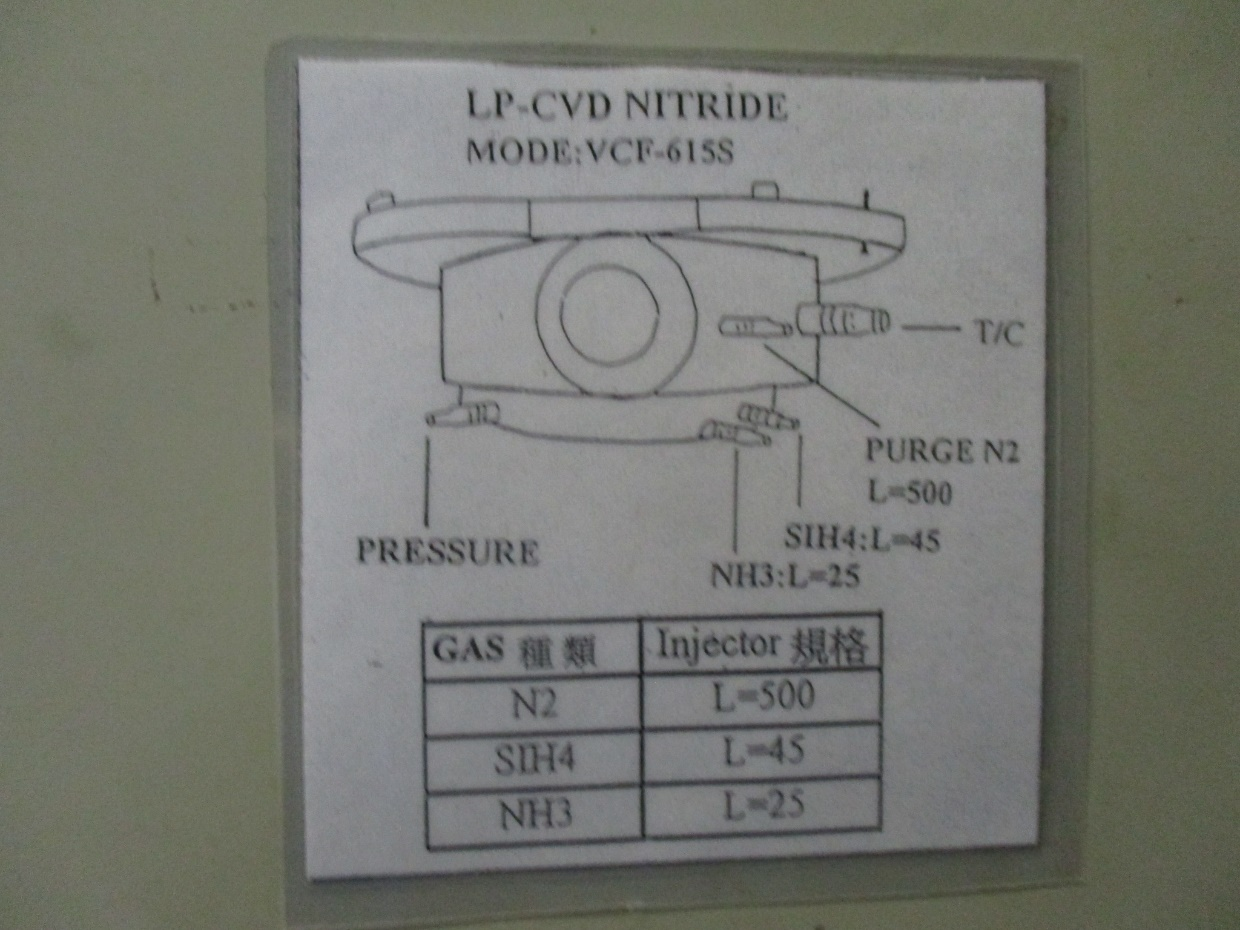 LP-CVD NITRIDE
MODE:VCF-615S
T/C
PURGE N2
L=500
SIH4:L=45
PRESSURE
NH3:L=25
GAS 種類 Injector 規格
N2 L=500
SIH4 L=45
NH3 L=25